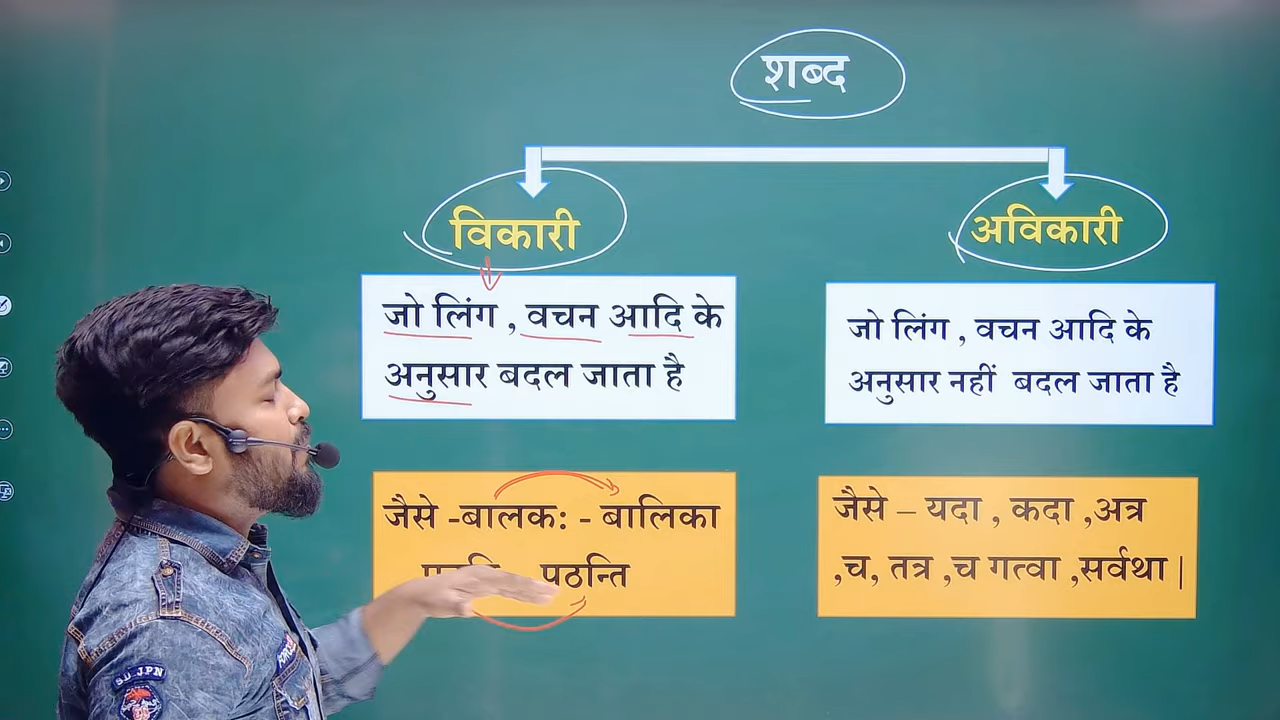 शब्द
विकारी
अविकारी
जो लिंग , वचन आदि के
अनुसार बदल जाता है
जो लिंग , वचन आदि के
अनुसार नहीं बदल जाता है
जैसे -बालक: - बालिका
पठन्ति
जैसे – यदा , कदा ,अत्र
,च, तत्र ,च गत्वा ,सर्वथा |
S.D JPN